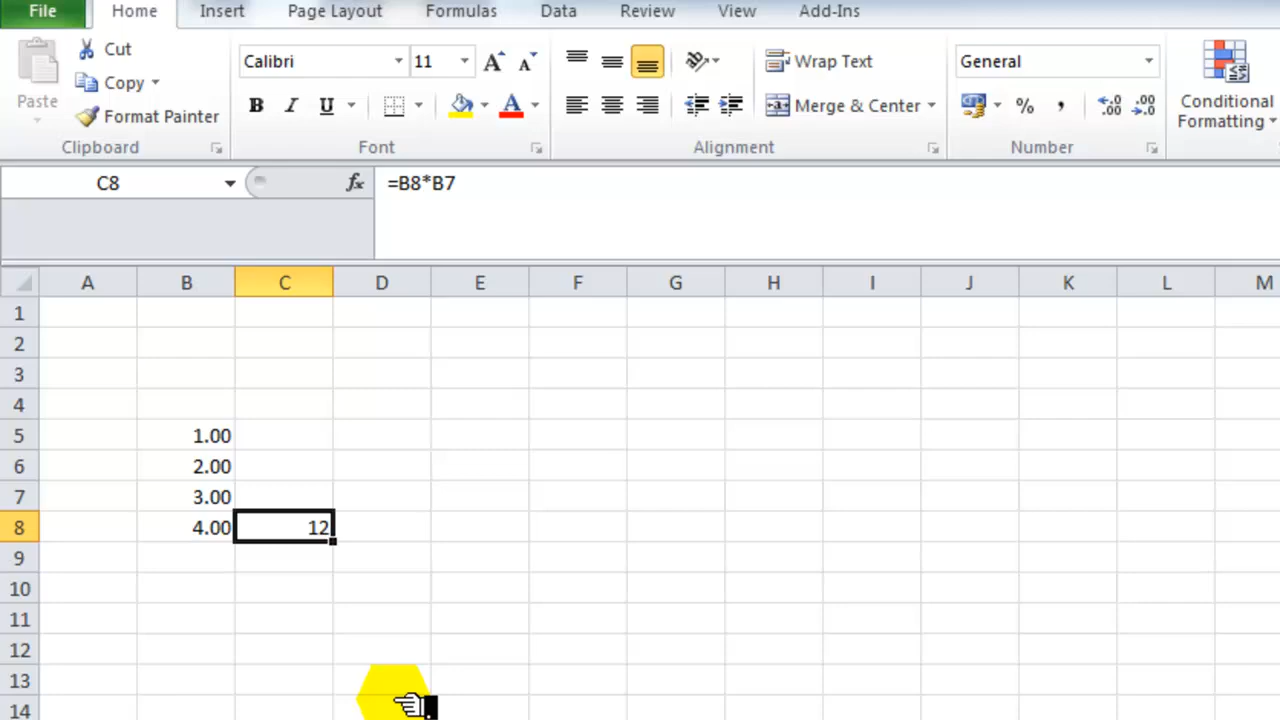 File Home Insert Page Layout Formulas Data Review View Add-Ins
Paste
Cut
Copy
Format Painter
Clipboard
Calibri 11 A A
B I U A
Font
Wrap Text
Merge & Center
Alignment
General
% , .00 .00
Number
Conditional
Formatting
C8 fx =B8*B7
A B C D E F G H I J K L M
1
2
3
4
5 1.00
6 2.00
7 3.00
8 4.00 12
9
10
11
12
13
14